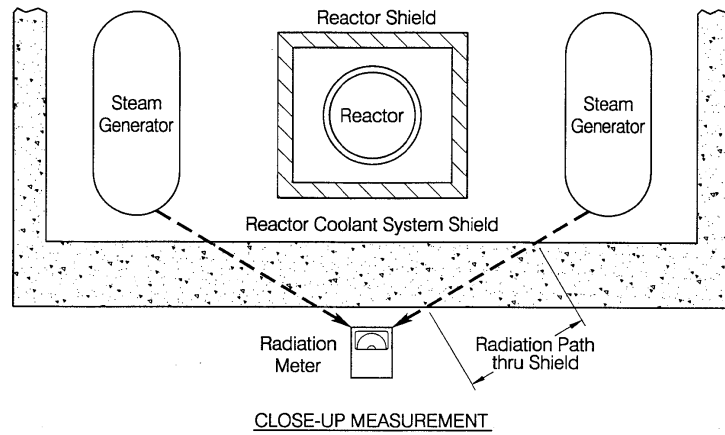 Reactor Shield
Steam
Generator
Reactor
Steam
Generator
Reactor Coolant System Shield
Radiation
Meter
Radiation Path
thru Shield
CLOSE-UP MEASUREMENT